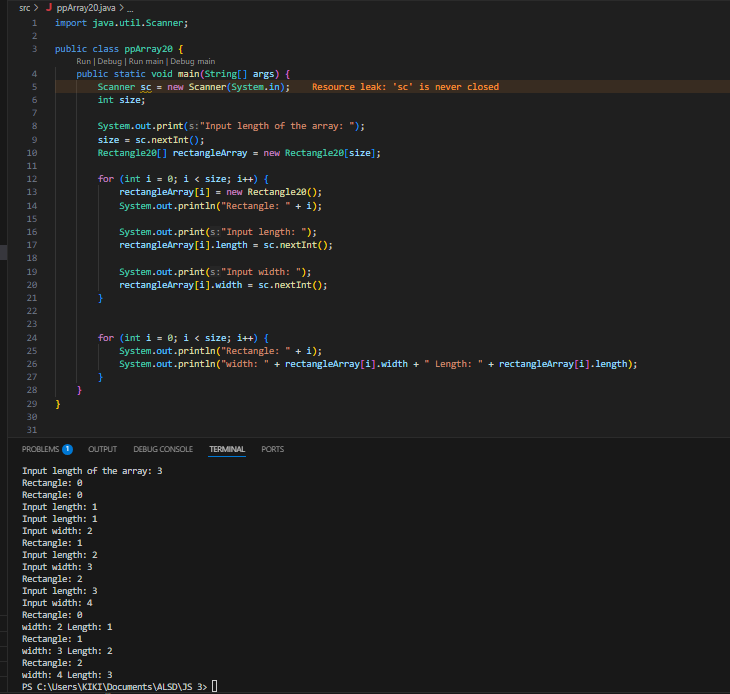 src > J ppArray20.java > ...
1 import java.util.Scanner;
2
3 public class ppArray20 {
Run | Debug | Run main | Debug main
4 public static void main(String[] args) {
5 Scanner sc = new Scanner(System.in); Resource leak: 'sc' is never closed
6 int size;
7
8 System.out.print(s:"Input length of the array: ");
9 size = sc.nextInt();
10 Rectangle20[] rectangleArray = new Rectangle20[size];
11
12 for (int i = 0; i < size; i++) {
13 rectangleArray[i] = new Rectangle20();
14 System.out.println("Rectangle: " + i);
15
16 System.out.print(s:"Input length: ");
17 rectangleArray[i].length = sc.nextInt();
18
19 System.out.print(s:"Input width: ");
20 rectangleArray[i].width = sc.nextInt();
21 }
22
23
24 for (int i = 0; i < size; i++) {
25 System.out.println("Rectangle: " + i);
26 System.out.println("width: " + rectangleArray[i].width + " Length: " + rectangleArray[i].length);
27 }
28 }
29 }
30
31
PROBLEMS 1 OUTPUT DEBUG CONSOLE TERMINAL PORTS
Input length of the array: 3
Rectangle: 0
Rectangle: 0
Input length: 1
Input length: 1
Input width: 2
Rectangle: 1
Input length: 2
Input width: 3
Rectangle: 2
Input length: 3
Input width: 4
Rectangle: 0
width: 2 Length: 1
Rectangle: 1
width: 3 Length: 2
Rectangle: 2
width: 4 Length: 3
PS C:\Users\KIKI\Documents\ALSD\JS 3>